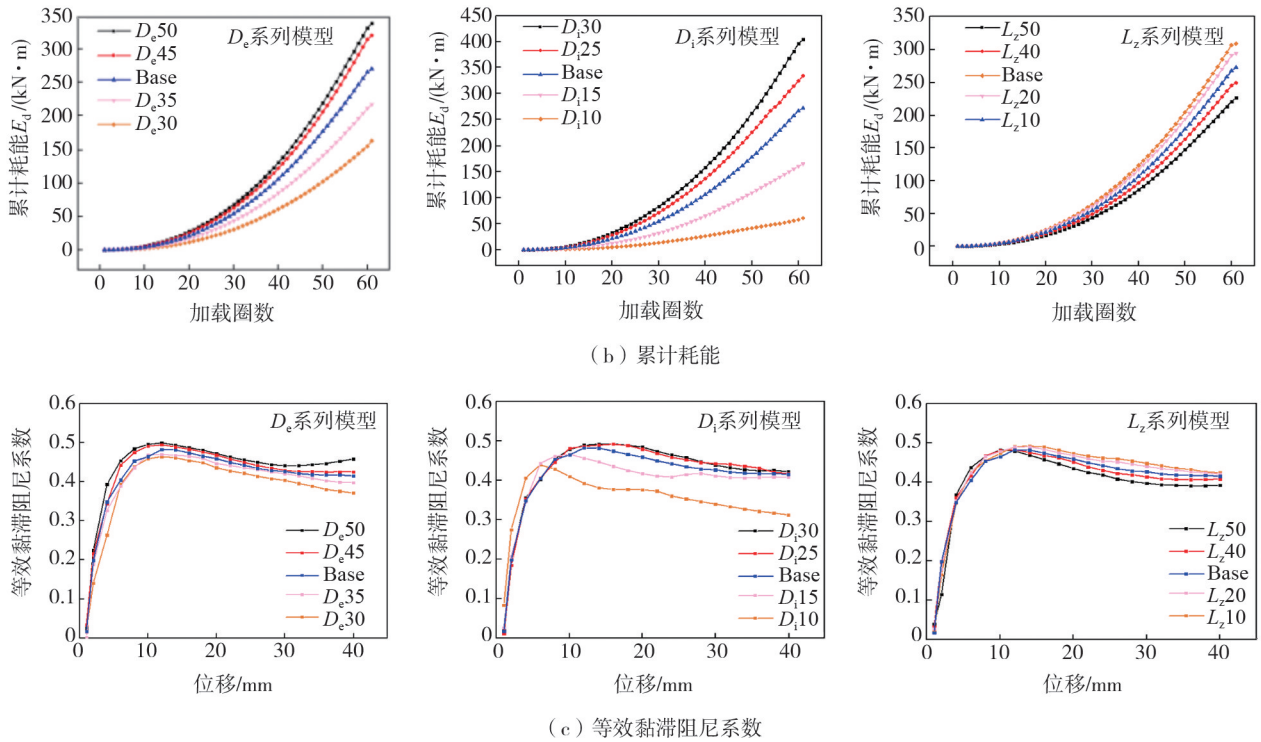 累计耗能Ed/(kN·m)
350
300
250
200
150
100
50
0
De50
De45
Base
De35
De30
De系列模型
0 10 20 30 40 50 60
加载圈数
累计耗能Ed/(kN·m)
450
400
350
300
250
200
150
100
50
0
Di30
Di25
Base
Di15
Di10
Di系列模型
0 10 20 30 40 50 60
加载圈数
累计耗能Ed/(kN·m)
350
300
250
200
150
100
50
0
Lz50
Lz40
Base
Lz20
Lz10
Lz系列模型
0 10 20 30 40 50 60
加载圈数
（b）累计耗能
等效黏滞阻尼系数
0.6
0.5
0.4
0.3
0.2
0.1
0
De系列模型
De50
De45
Base
De35
De30
0 10 20 30 40
位移/mm
等效黏滞阻尼系数
0.6
0.5
0.4
0.3
0.2
0.1
0
Di系列模型
Di30
Di25
Base
Di15
Di10
0 10 20 30 40
位移/mm
等效黏滞阻尼系数
0.6
0.5
0.4
0.3
0.2
0.1
0
Lz系列模型
Lz50
Lz40
Base
Lz20
Lz10
0 10 20 30 40
位移/mm
（c）等效黏滞阻尼系数